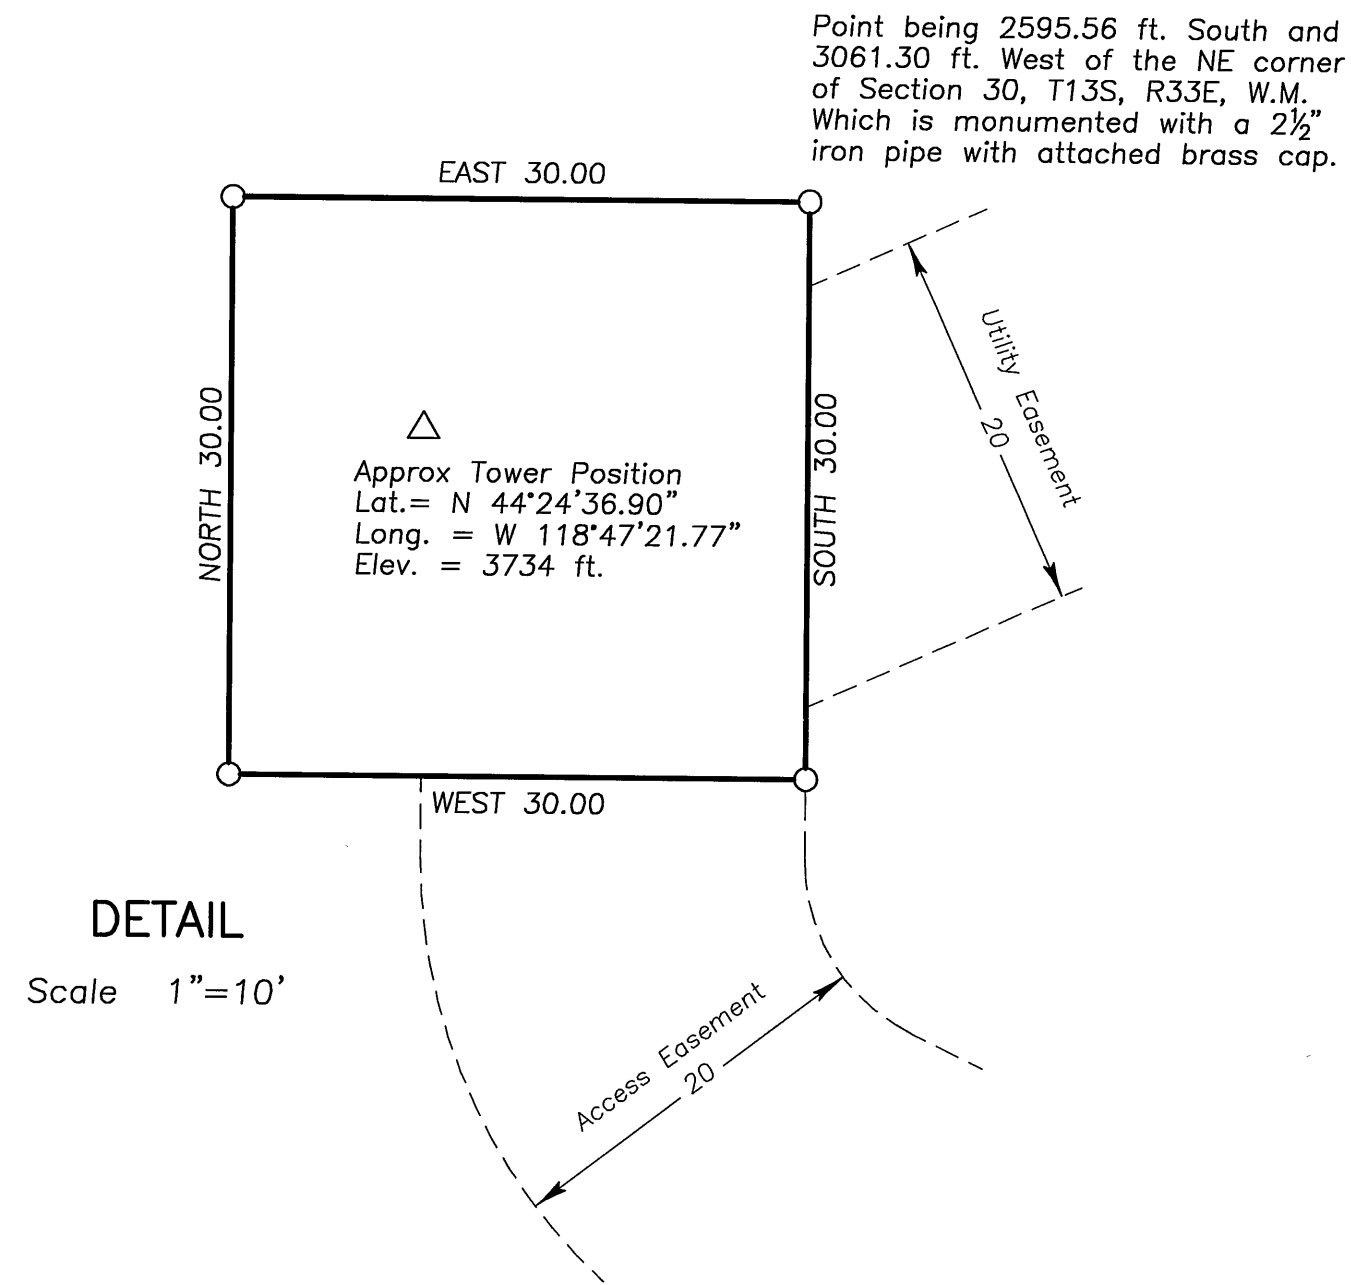 Point being 2595.56 ft. South and
3061.30 ft. West of the NE corner
of Section 30, T13S, R33E, W.M.
Which is monumented with a 2½"
iron pipe with attached brass cap.
EAST 30.00
NORTH 30.00
SOUTH 30.00
Utility Easement
20
Approx Tower Position
Lat.= N 44°24'36.90"
Long. = W 118°47'21.77"
Elev. = 3734 ft.
WEST 30.00
DETAIL
Scale 1"=10'
Access Easement
20